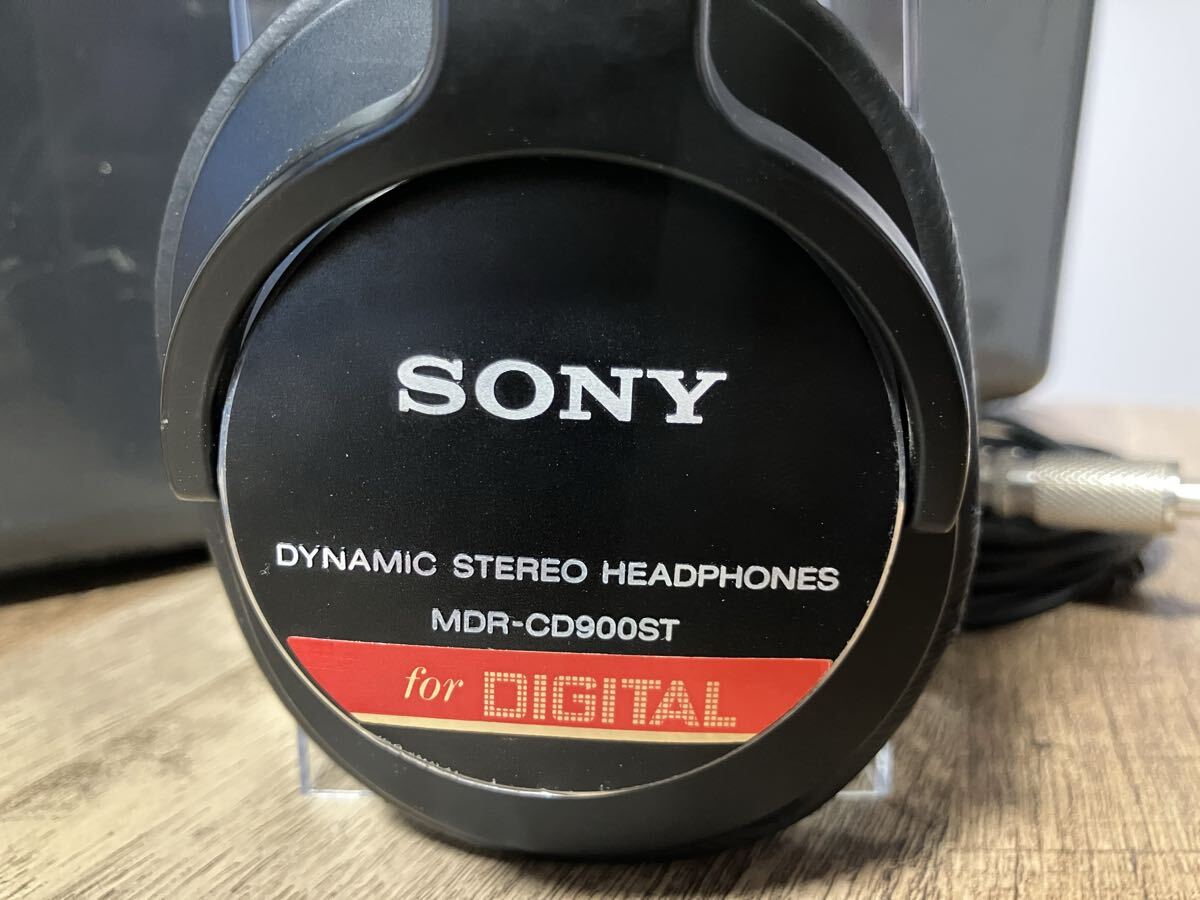 SONY
DYNAMIC STEREO HEADPHONES
MDR-CD900ST
for DIGITAL